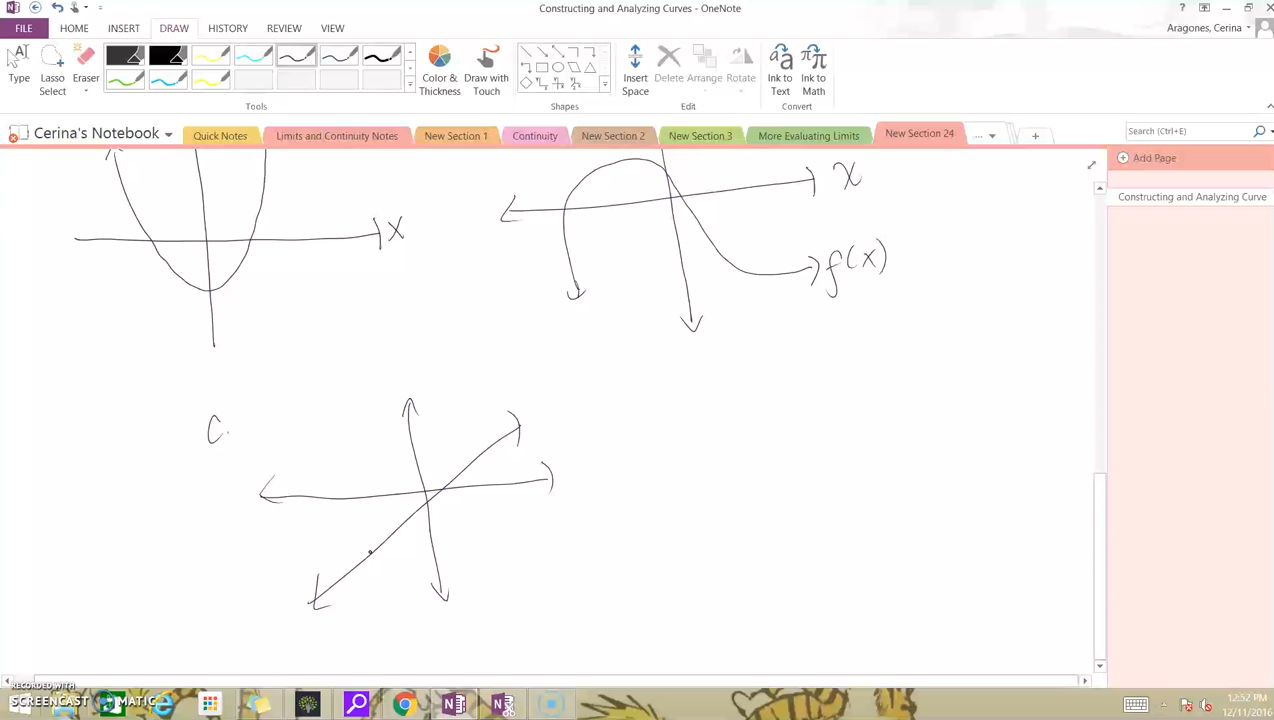 Constructing and Analyzing Curves - OneNote
FILE HOME INSERT DRAW HISTORY REVIEW VIEW
Aragones, Cerina
Type
Lasso Select
Eraser
Color & Thickness
Draw with Touch
Insert Space
Delete
Arrange
Rotate
Ink to Text
Ink to Math
Tools
Shapes
Edit
Convert
Cerina's Notebook
Quick Notes
Limits and Continuity Notes
New Section 1
Continuity
New Section 2
New Section 3
More Evaluating Limits
New Section 24
...
Search (Ctrl+E)
Add Page
Constructing and Analyzing Curve
x
x
f(x)
C.
RECORDED WITH
SCREENCAST MATIC
12:52 PM
12/11/2016